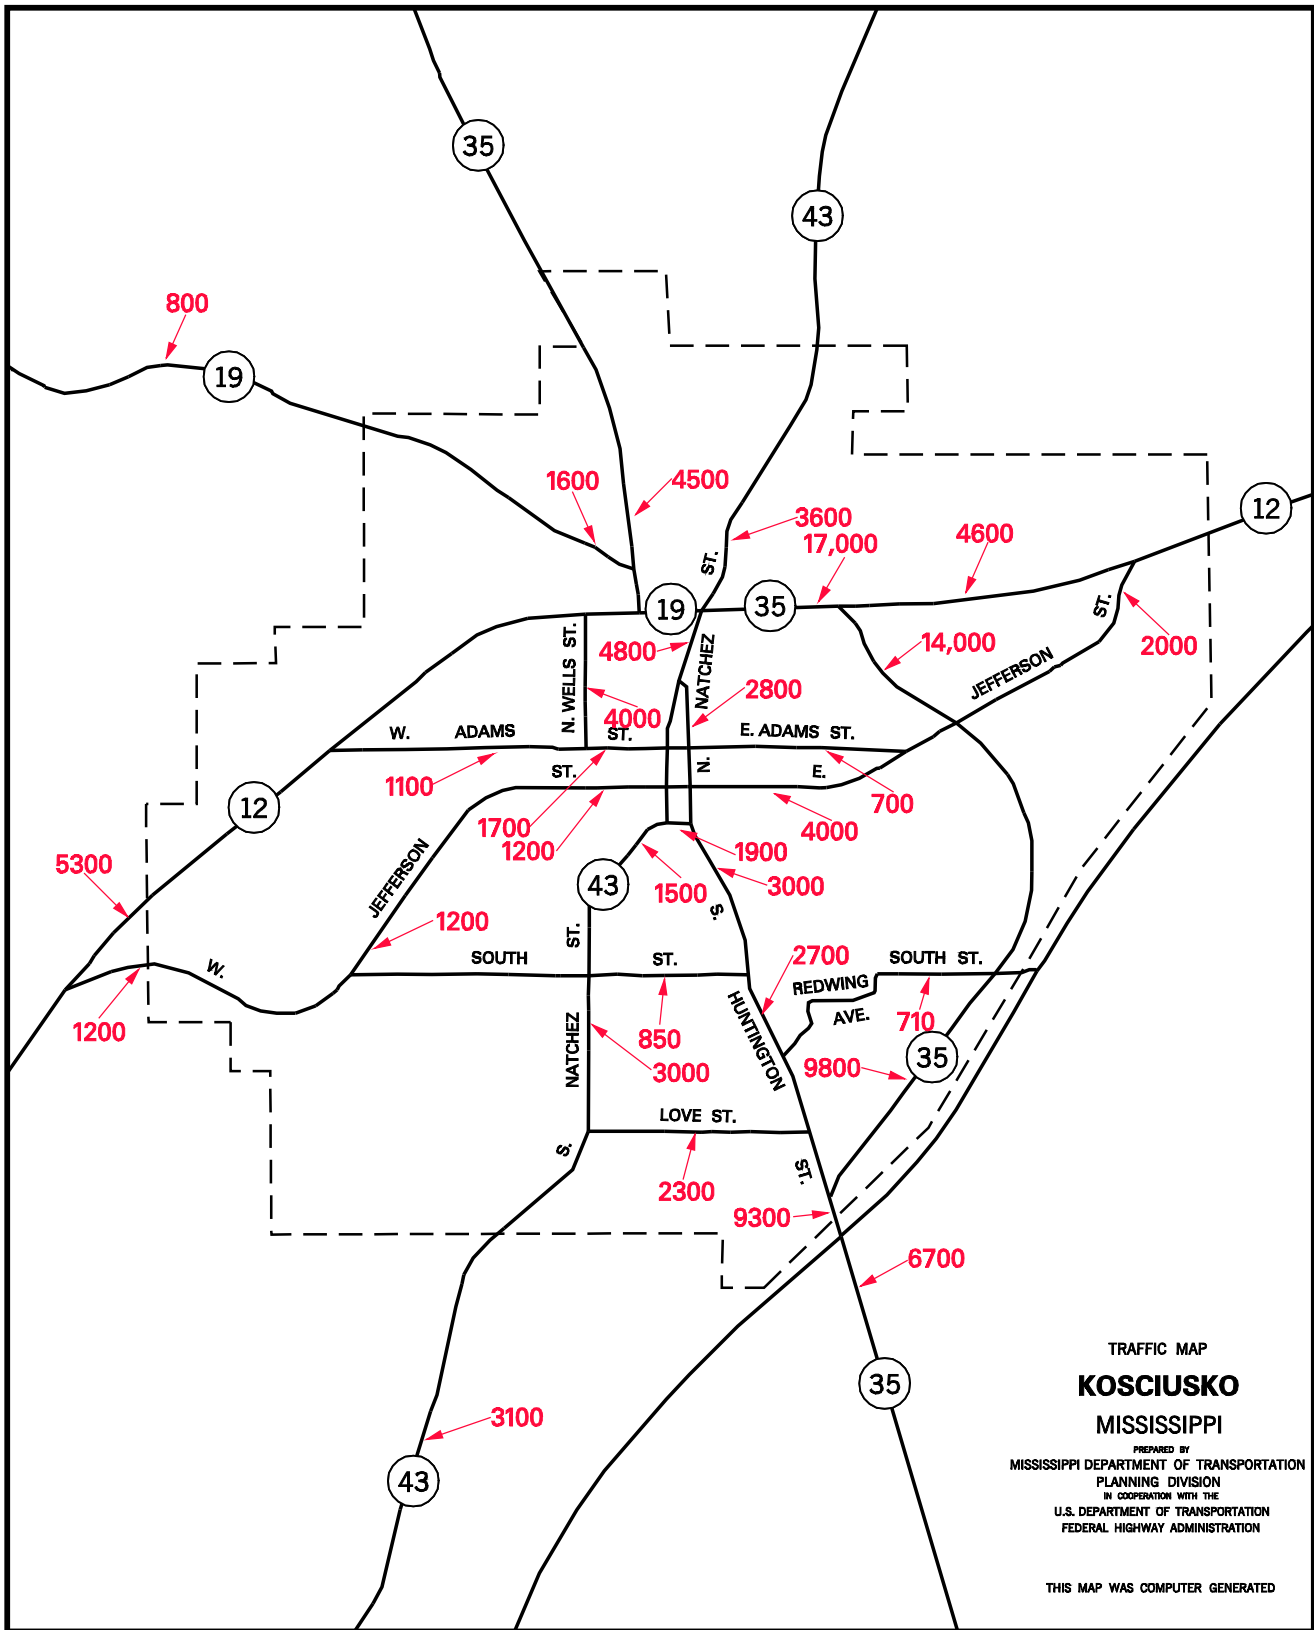 35
43
800
19
1600
4500
12
3600
17,000
4600
ST.
19
35
ST.
2000
N. WELLS ST.
4800
NATCHEZ
14,000
JEFFERSON
2800
4000
W. ADAMS ST. E. ADAMS ST.
1100
ST.
N.
E.
700
12
1700
1200
4000
1900
5300
JEFFERSON
43
1500
3000
S.
1200
ST.
W.
SOUTH ST.
2700
SOUTH ST.
REDWING
AVE.
1200
850
HUNTINGTON
710
NATCHEZ
3000
9800
35
LOVE ST.
S.
2300
ST.
9300
6700
35
3100
43
TRAFFIC MAP
KOSCIUSKO
MISSISSIPPI
PREPARED BY
MISSISSIPPI DEPARTMENT OF TRANSPORTATION
PLANNING DIVISION
IN COOPERATION WITH THE
U.S. DEPARTMENT OF TRANSPORTATION
FEDERAL HIGHWAY ADMINISTRATION
THIS MAP WAS COMPUTER GENERATED